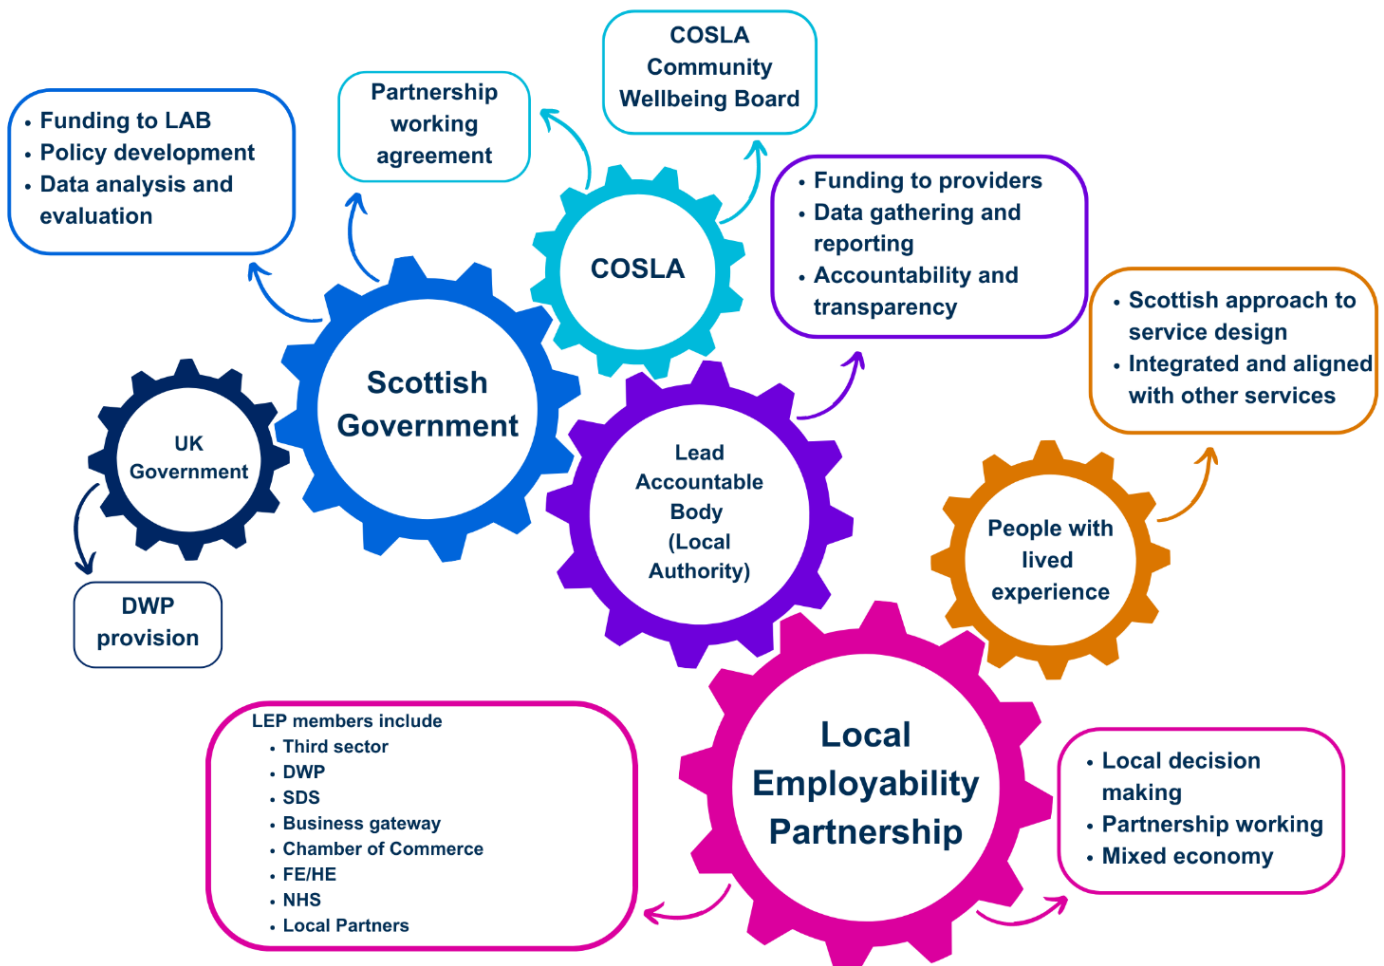 COSLA
Community
Wellbeing Board
Partnership
working
agreement
• Funding to LAB
• Policy development
• Data analysis and
evaluation
• Funding to providers
• Data gathering and
reporting
• Accountability and
transparency
COSLA
• Scottish approach to
service design
• Integrated and aligned
with other services
Scottish
Government
UK
Government
Lead
Accountable
Body
(Local
Authority)
People with
lived
experience
DWP
provision
LEP members include
• Third sector
• DWP
• SDS
• Business gateway
• Chamber of Commerce
• FE/HE
• NHS
• Local Partners
Local
Employability
Partnership
• Local decision
making
• Partnership working
• Mixed economy